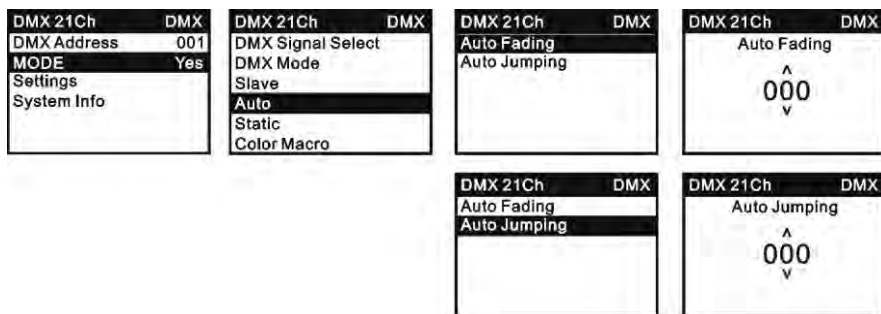 DMX 21Ch DMX
DMX Address 001
MODE Yes
Settings
System Info
DMX 21Ch DMX
DMX Signal Select
DMX Mode
Slave
Auto
Static
Color Macro
DMX 21Ch DMX
Auto Fading
Auto Jumping
DMX 21Ch DMX
Auto Fading
000
DMX 21Ch DMX
Auto Fading
Auto Jumping
DMX 21Ch DMX
Auto Jumping
000